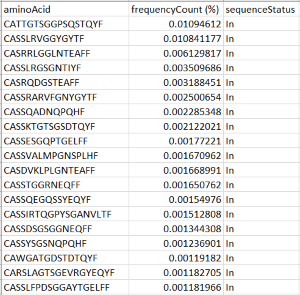 aminoAcid frequencyCount (%) sequenceStatus
CATTGTSGGPSQSTQYF 0.01094612 In
CASSLRVGGYGYTF 0.010841177 In
CASRRLGGLNTEAFF 0.006129817 In
CASSLRGSGNTIYF 0.003509686 In
CASRQDGSTEAFF 0.003188451 In
CASSRARVFGNYGYTF 0.002500654 In
CASSQADNQPQHF 0.002285348 In
CASSKTGTSGSDTQYF 0.002122021 In
CASSESGQPTGELFF 0.00177221 In
CASSVALMPGNSPLHF 0.001670962 In
CASDVKLPLGNTEAFF 0.001668991 In
CASSTGGRNEQFF 0.001650762 In
CASSQEGQSSYEQYF 0.00154976 In
CASSIRTQGPYSGANVLTF 0.001512808 In
CASSDSGSGGNEQFF 0.001344308 In
CASSYSGSNQPQHF 0.001236901 In
CAWGATGDSTDTQYF 0.00119182 In
CARSLAGTSGEVRGYEQYF 0.001182705 In
CASSLFPDSGGAYTGELFF 0.001181966 In